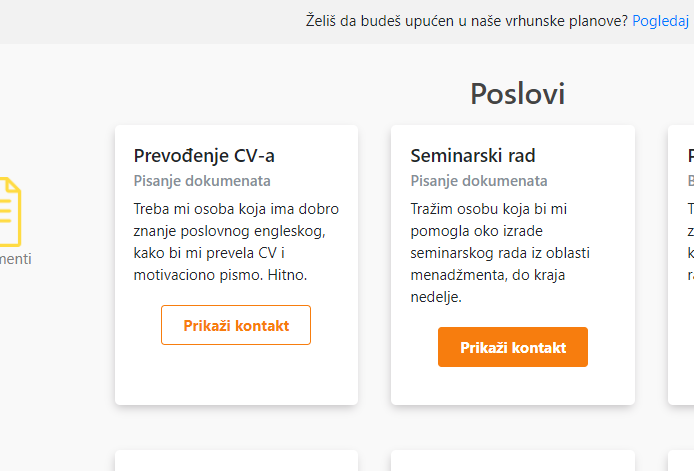 Želiš da budeš upućen u naše vrhunske planove? Pogledaj
Poslovi
Prevođenje CV-a
Pisanje dokumenata
Treba mi osoba koja ima dobro
znanje poslovnog engleskog,
kako bi mi prevela CV i
motivaciono pismo. Hitno.
Prikaži kontakt
Seminarski rad
Pisanje dokumenata
Tražim osobu koja bi mi
pomogla oko izrade
seminarskog rada iz oblasti
menadžmenta, do kraja
nedelje.
Prikaži kontakt